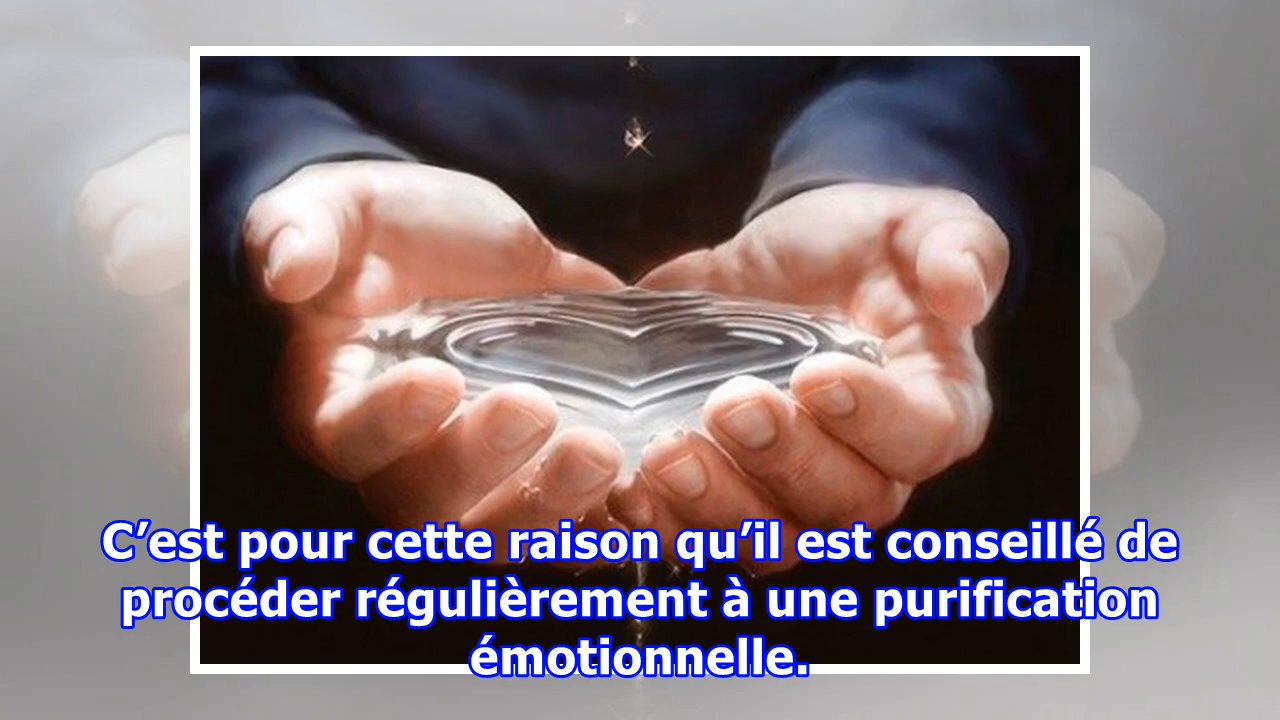 C’est pour cette raison qu’il est conseillé de
procéder régulièrement à une purification
émotionnelle.